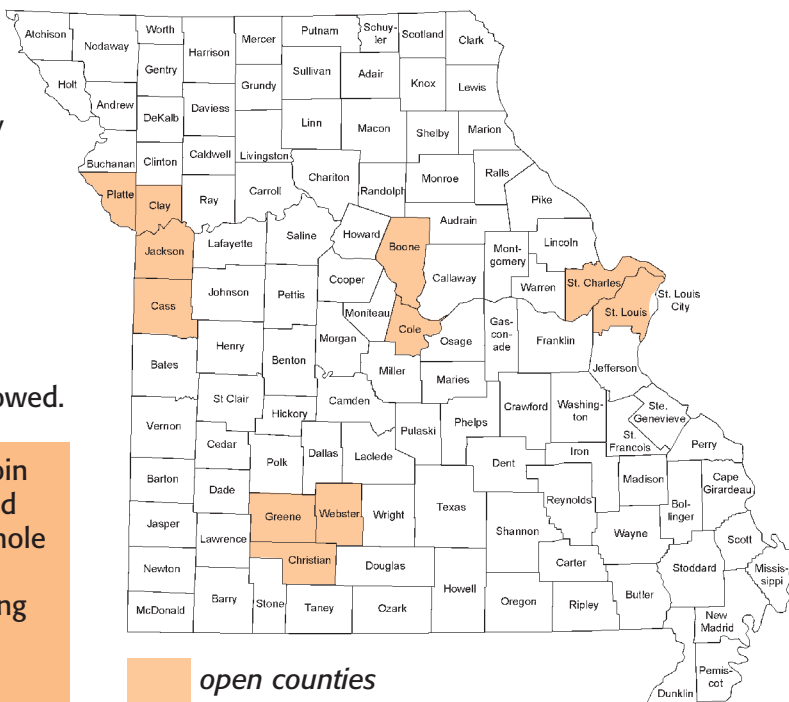 Atchison
Nodaway
Worth
Harrison
Mercer
Putnam
Schuy-
ler
Scotland
Clark
Holt
Gentry
Grundy
Sullivan
Adair
Knox
Lewis
Andrew
DeKalb
Daviess
Linn
Macon
Shelby
Marion
y
Buchanan
Clinton
Caldwell
Livingston
Chariton
Randolph
Monroe
Ralls
Platte
Clay
Ray
Carroll
Audrain
Pike
Jackson
Lafayette
Saline
Howard
Boone
Callaway
Mont-
gomery
Lincoln
Cass
Johnson
Pettis
Cooper
Moniteau
Cole
Osage
Gas-
con-
ade
Warren
St. Charles
St. Louis
St. Louis
City
Franklin
Jefferson
Bates
Henry
Benton
Morgan
Miller
Maries
owed.
St Clair
Hickory
Camden
Pulaski
Phelps
Crawford
Washing-
ton
Ste.
Genevieve
St.
Francois
Perry
Vernon
Cedar
Polk
Dallas
Laclede
Dent
Iron
Madison
Cape
Girardeau
Barton
Dade
Greene
Webster
Wright
Texas
Reynolds
Bol-
linger
Jasper
Lawrence
Christian
Douglas
Shannon
Wayne
Scott
Newton
Carter
Stoddard
Missis-
sippi
McDonald
Barry
Stone
Taney
Ozark
Howell
Oregon
Ripley
Butler
New
Madrid
Pemis-
cot
Dunklin
oin
d
hole
ng
open counties